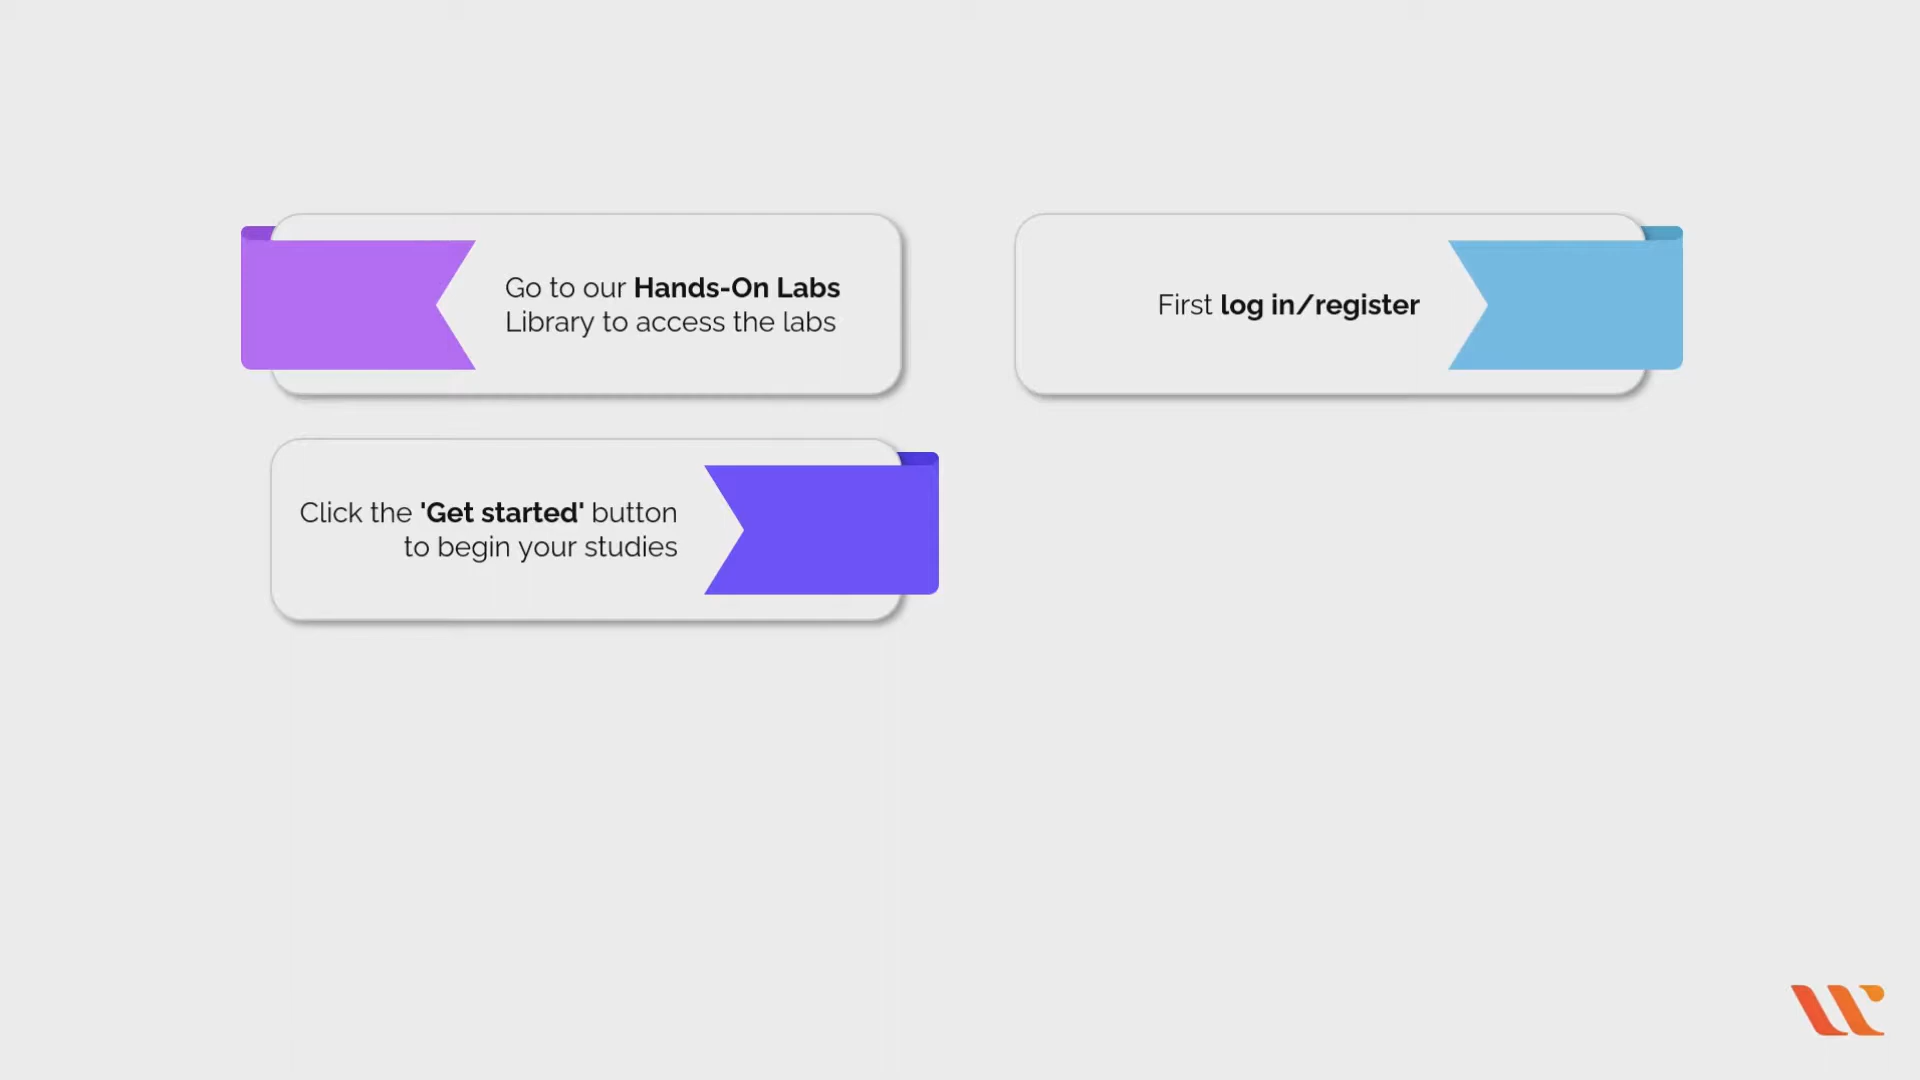 Go to our Hands-On Labs
Library to access the labs
First log in/register
Click the 'Get started' button
to begin your studies